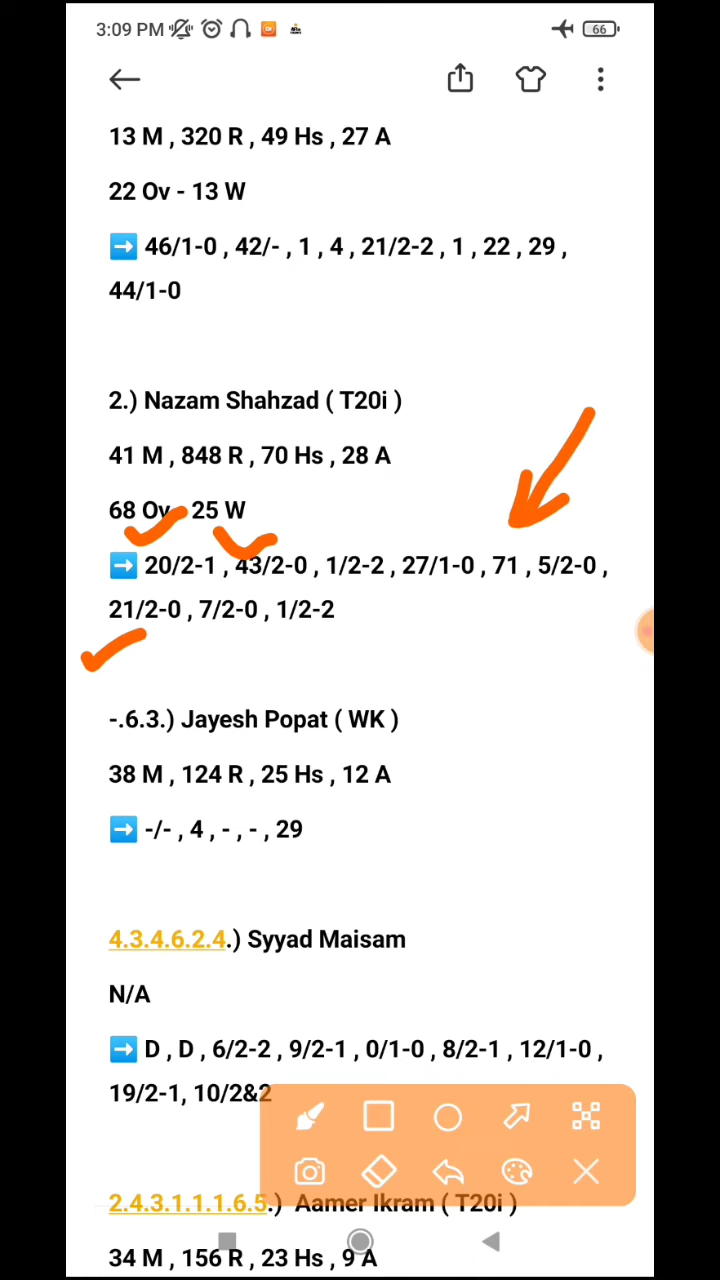 3:09 PM 66
13 M , 320 R , 49 Hs , 27 A
22 Ov - 13 W
➡️ 46/1-0 , 42/- , 1 , 4 , 21/2-2 , 1 , 22 , 29 ,
44/1-0
2.) Nazam Shahzad ( T20i )
41 M , 848 R , 70 Hs , 28 A
68 Ov 25 W
➡️ 20/2-1 , 43/2-0 , 1/2-2 , 27/1-0 , 71 , 5/2-0 ,
21/2-0 , 7/2-0 , 1/2-2
-.6.3.) Jayesh Popat ( WK )
38 M , 124 R , 25 Hs , 12 A
➡️ -/- , 4 , - , - , 29
4.3.4.6.2.4.) Syyad Maisam
N/A
➡️ D , D , 6/2-2 , 9/2-1 , 0/1-0 , 8/2-1 , 12/1-0 ,
19/2-1, 10/2&2
2.4.3.1.1.1.6.5.) Aamer Ikram ( T20i )
34 M , 156 R , 23 Hs , 9 A